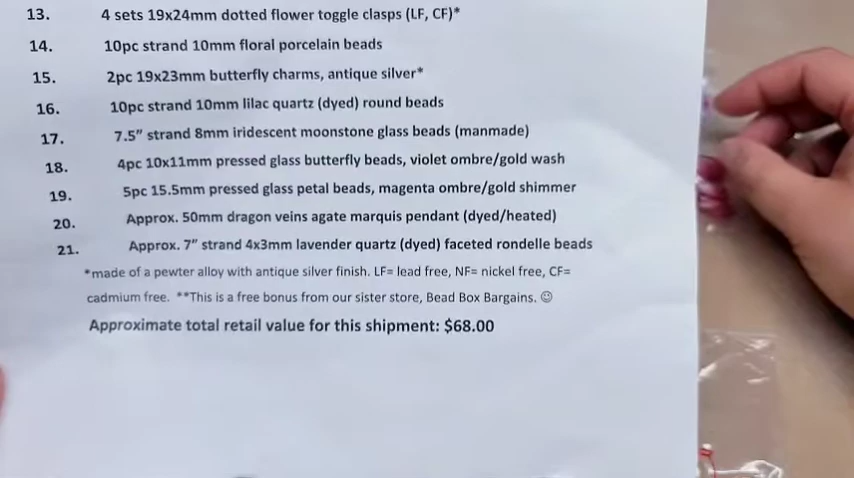 13. 4 sets 19x24mm dotted flower toggle clasps (LF, CF)*
14. 10pc strand 10mm floral porcelain beads
15. 2pc 19x23mm butterfly charms, antique silver*
16. 10pc strand 10mm lilac quartz (dyed) round beads
17. 7.5” strand 8mm iridescent moonstone glass beads (manmade)
18. 4pc 10x11mm pressed glass butterfly beads, violet ombre/gold wash
19. 5pc 15.5mm pressed glass petal beads, magenta ombre/gold shimmer
20. Approx. 50mm dragon veins agate marquis pendant (dyed/heated)
21. Approx. 7” strand 4x3mm lavender quartz (dyed) faceted rondelle beads
*made of a pewter alloy with antique silver finish. LF= lead free, NF= nickel free, CF=
cadmium free. **This is a free bonus from our sister store, Bead Box Bargains. ☺
Approximate total retail value for this shipment: $68.00